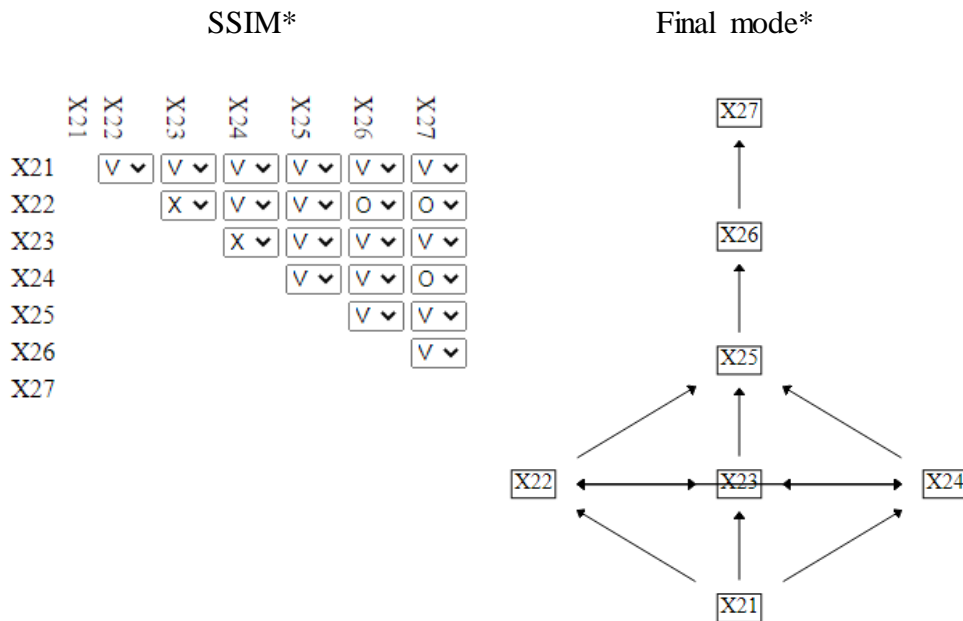 SSIM*
Final mode*
X21 X22 X23 X24 X25 X26 X27
X21 V V V V V V
X22 X V V O O
X23 X V V V
X24 V V O
X25 V V
X26 V
X27
X27
X26
X25
X22 X23 X24
X21